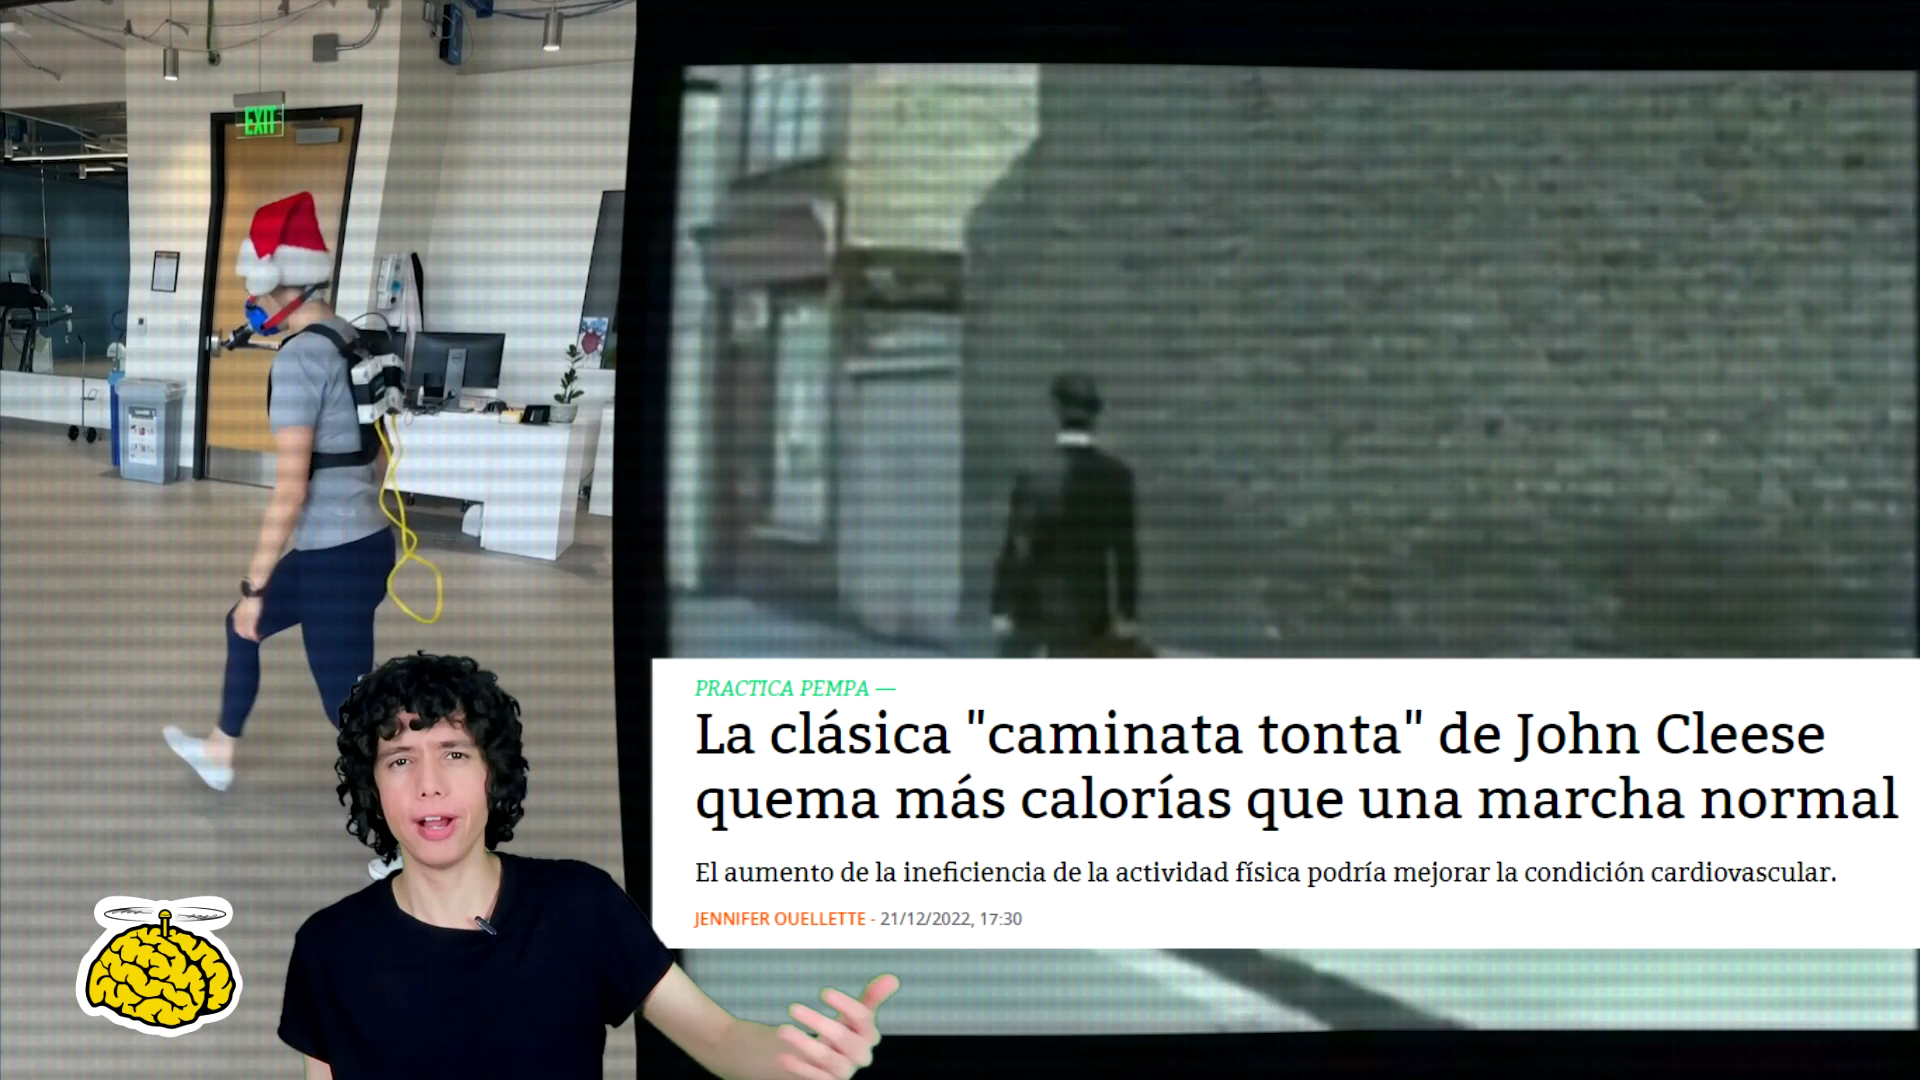 EXIT
PRACTICA PEMPA —
La clásica "caminata tonta" de John Cleese
quema más calorías que una marcha normal
El aumento de la ineficiencia de la actividad física podría mejorar la condición cardiovascular.
JENNIFER OUELLETTE - 21/12/2022, 17:30